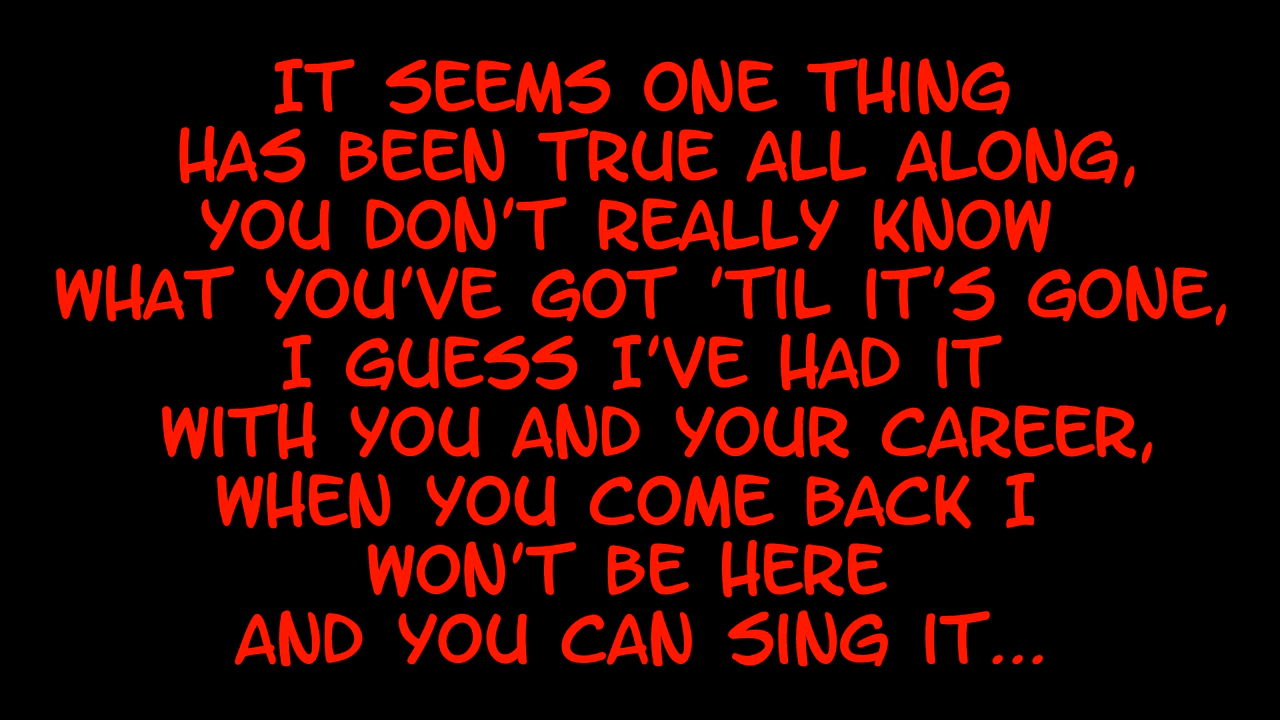 IT SEEMS ONE THING
HAS BEEN TRUE ALL ALONG,
YOU DON'T REALLY KNOW
WHAT YOU'VE GOT 'TIL IT'S GONE,
I GUESS I'VE HAD IT
WITH YOU AND YOUR CAREER,
WHEN YOU COME BACK I
WON'T BE HERE
AND YOU CAN SING IT...